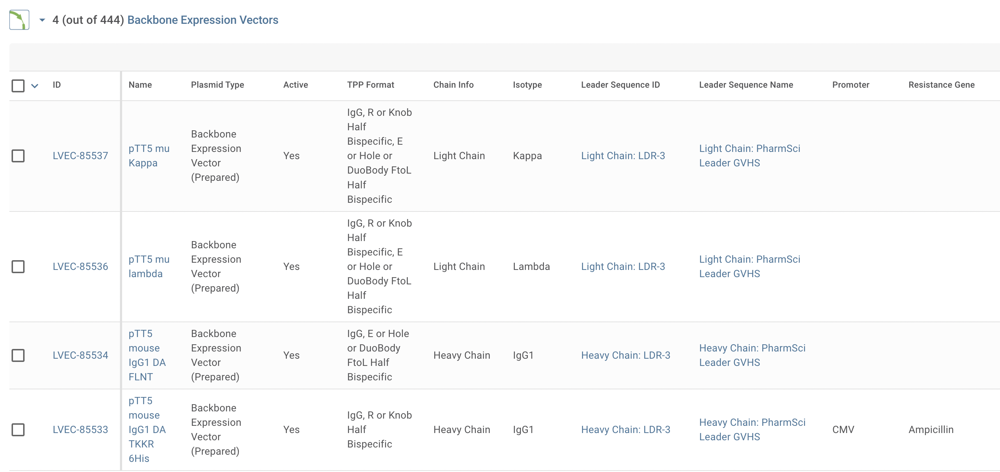 4 (out of 444) Backbone Expression Vectors
ID Name Plasmid Type Active TPP Format Chain Info Isotype Leader Sequence ID Leader Sequence Name Promoter Resistance Gene
LVEC-85537
pTT5 mu
Kappa
Backbone
Expression
Vector
(Prepared)
Yes
IgG, R or Knob
Half
Bispecific, E
or Hole or
DuoBody FtoL
Half
Bispecific
Light Chain
Kappa
Light Chain: LDR-3
Light Chain: PharmSci
Leader GVHS
LVEC-85536
pTT5 mu
lambda
Backbone
Expression
Vector
(Prepared)
Yes
IgG, R or Knob
Half
Bispecific, E
or Hole or
DuoBody FtoL
Half
Bispecific
Light Chain
Lambda
Light Chain: LDR-3
Light Chain: PharmSci
Leader GVHS
LVEC-85534
pTT5
mouse
IgG1 DA
FLNT
Backbone
Expression
Vector
(Prepared)
Yes
IgG, E or Hole
or DuoBody
FtoL Half
Bispecific
Heavy Chain
IgG1
Heavy Chain: LDR-3
Heavy Chain: PharmSci
Leader GVHS
LVEC-85533
pTT5
mouse
IgG1 DA
TKKR
6His
Backbone
Expression
Vector
(Prepared)
Yes
IgG, R or Knob
Half
Bispecific
Heavy Chain
IgG1
Heavy Chain: LDR-3
Heavy Chain: PharmSci
Leader GVHS
CMV
Ampicillin